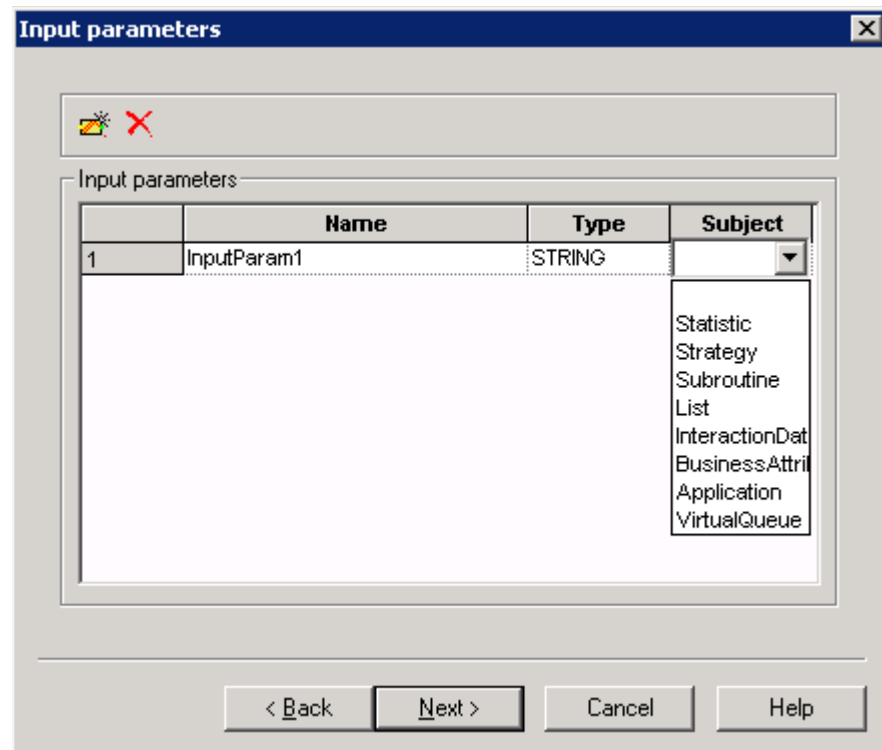 Input parameters
Input parameters
Name Type Subject
1 InputParam1 STRING
Statistic
Strategy
Subroutine
List
InteractionDat
BusinessAttri
Application
VirtualQueue
< Back Next > Cancel Help